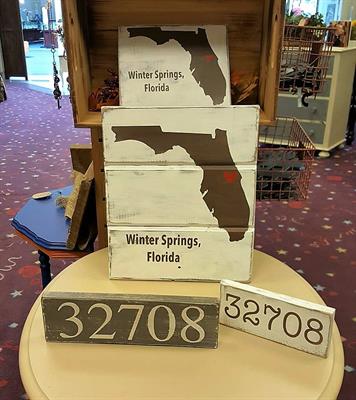 Winter Springs,
Florida
Winter Springs,
Florida
32708
32708